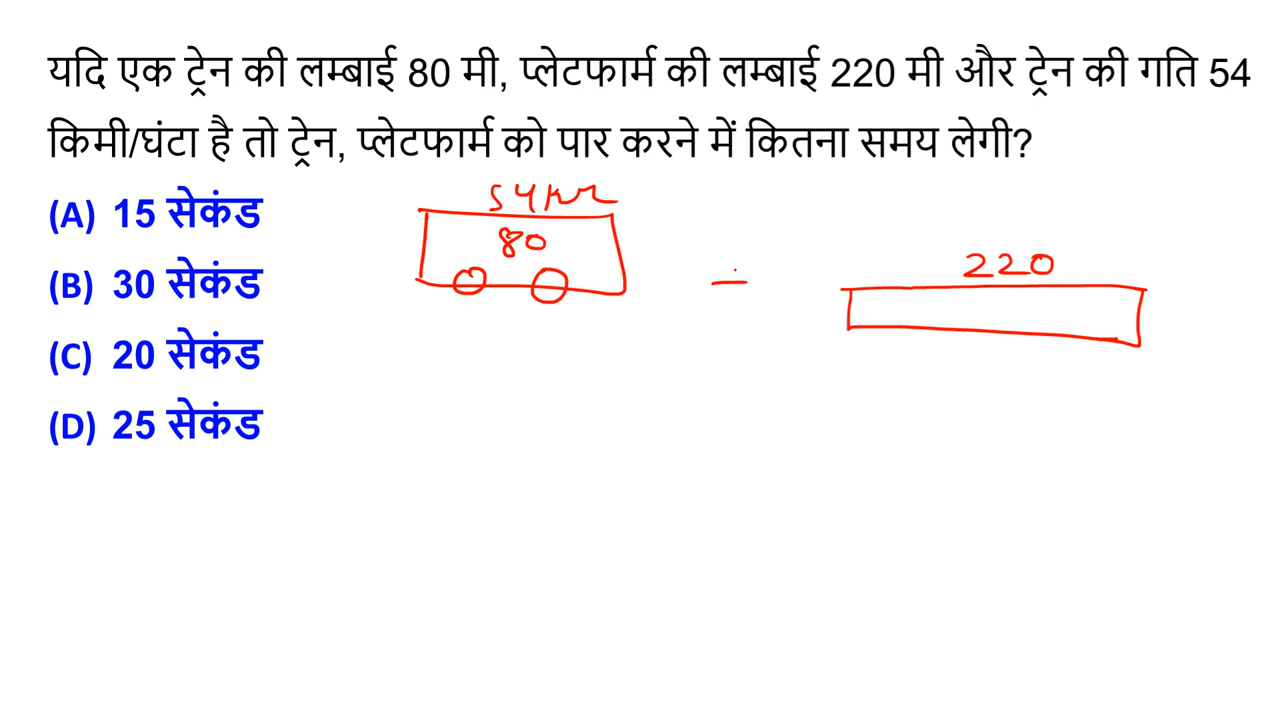 यदि एक ट्रेन की लम्बाई 80 मी, प्लेटफार्म की लम्बाई 220 मी और ट्रेन की गति 54
किमी/घंटा है तो ट्रेन, प्लेटफार्म को पार करने में कितना समय लेगी?
(A) 15 सेकंड
(B) 30 सेकंड
(C) 20 सेकंड
(D) 25 सेकंड
54
80
220